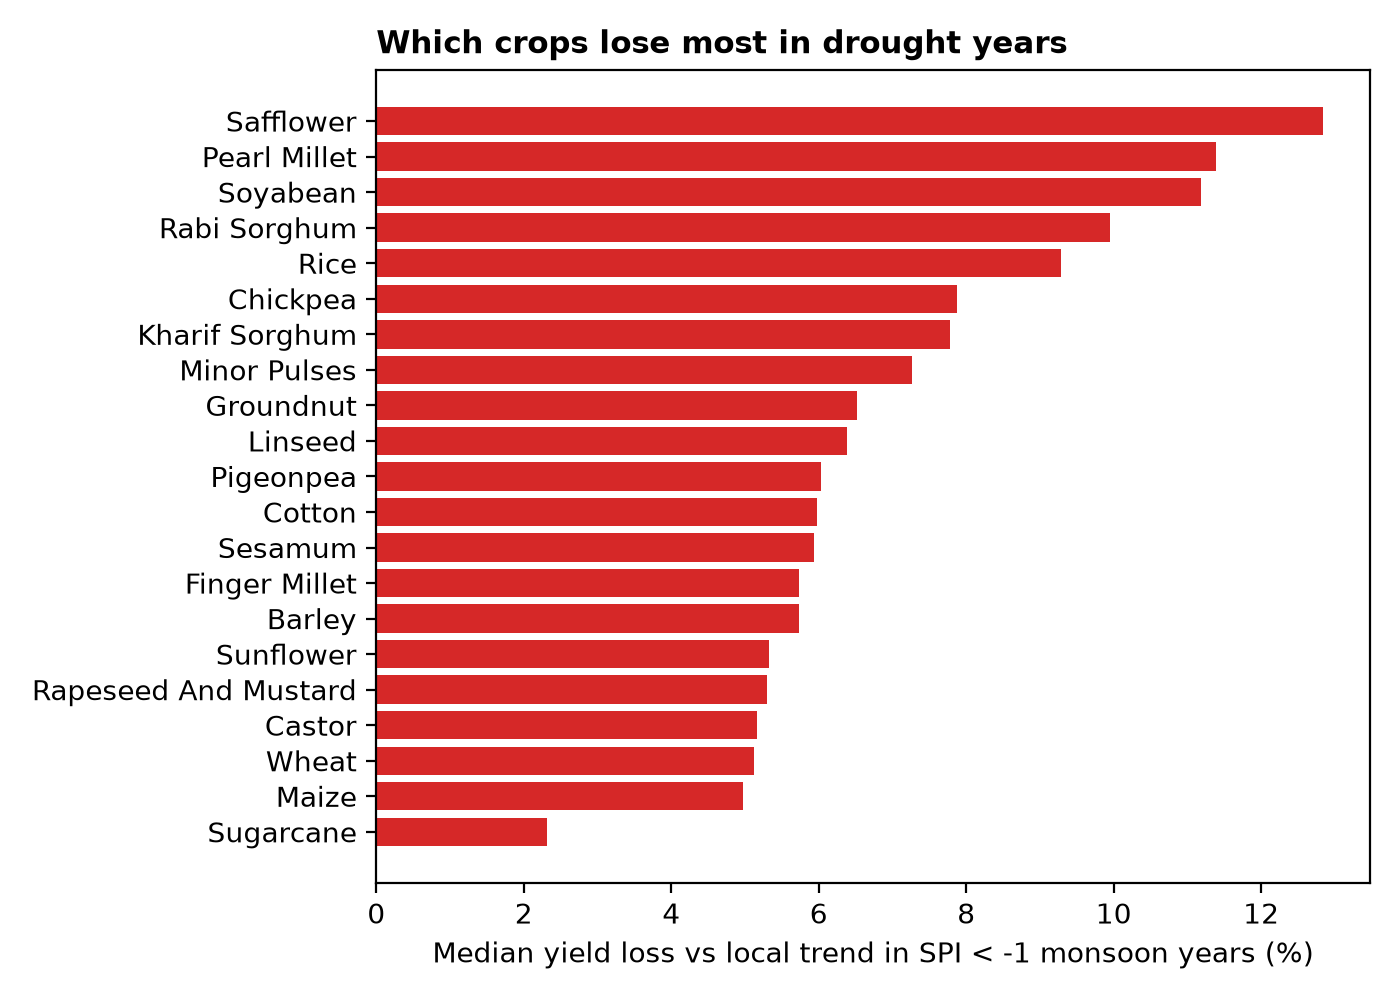 Which crops lose most in drought years
Safflower
Pearl Millet
Soyabean
Rabi Sorghum
Rice
Chickpea
Kharif Sorghum
Minor Pulses
Groundnut
Linseed
Pigeonpea
Cotton
Sesamum
Finger Millet
Barley
Sunflower
Rapeseed And Mustard
Castor
Wheat
Maize
Sugarcane
0 2 4 6 8 10 12
Median yield loss vs local trend in SPI < -1 monsoon years (%)